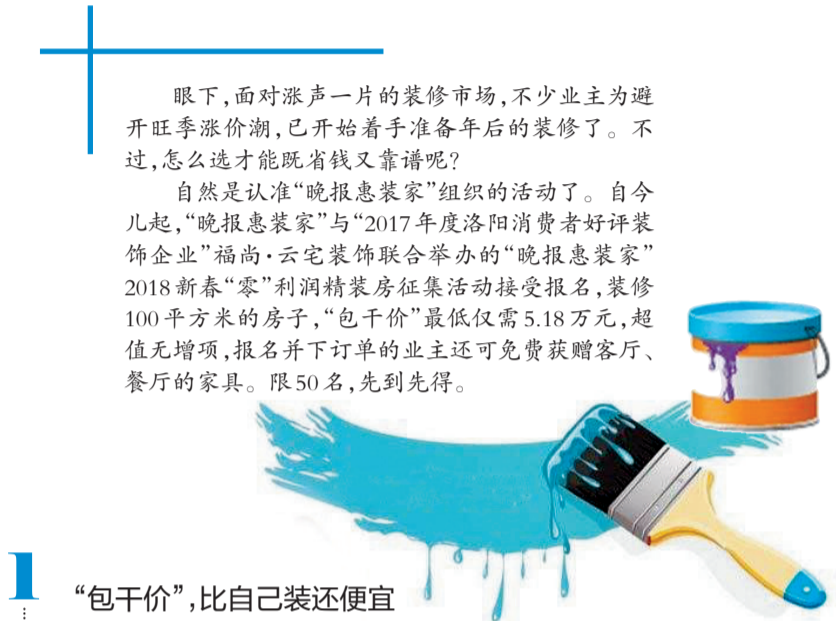 眼下,面对涨声一片的装修市场,不少业主为避
开旺季涨价潮,已开始着手准备年后的装修了。不
过,怎么选才能既省钱又靠谱呢?
自然是认准“晚报惠装家”组织的活动了。自今
儿起,“晚报惠装家”与“2017年度洛阳消费者好评装
饰企业”福尚·云宅装饰联合举办的“晚报惠装家”
2018新春“零”利润精装房征集活动接受报名,装修
100平方米的房子,“包干价”最低仅需5.18万元,超
值无增项,报名并下订单的业主还可免费获赠客厅、
餐厅的家具。限50名,先到先得。
1 “包干价”,比自己装还便宜